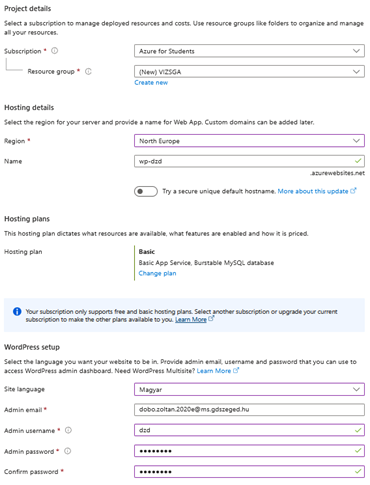 Project details
Select a subscription to manage deployed resources and costs. Use resource groups like folders to organize and manage
all your resources.
Subscription *
Azure for Students
Resource group *
(New) VIZSGA
Create new
Hosting details
Select the region for your server and provide a name for Web App. Custom domains can be added later.
Region *
North Europe
Name
wp-dzd
.azurewebsites.net
Try a secure unique default hostname. More about this update
Hosting plans
This hosting plan dictates what resources are available, what features are enabled and how it is priced.
Hosting plan
Basic
Basic App Service, Burstable MySQL database
Change plan
Your subscription only supports free and basic hosting plans. Select another subscription or upgrade your current
subscription to make the other plans available to you. Learn More
WordPress setup
Select the language you want your website to be in. Provide admin email, username and password that you can use to
access WordPress admin dashboard. Need WordPress Multisite? Learn More
Site language
Magyar
Admin email *
dobo.zoltan.2020e@ms.gdszeged.hu
Admin username *
dzd
Admin password *
••••••••
Confirm password *
••••••••